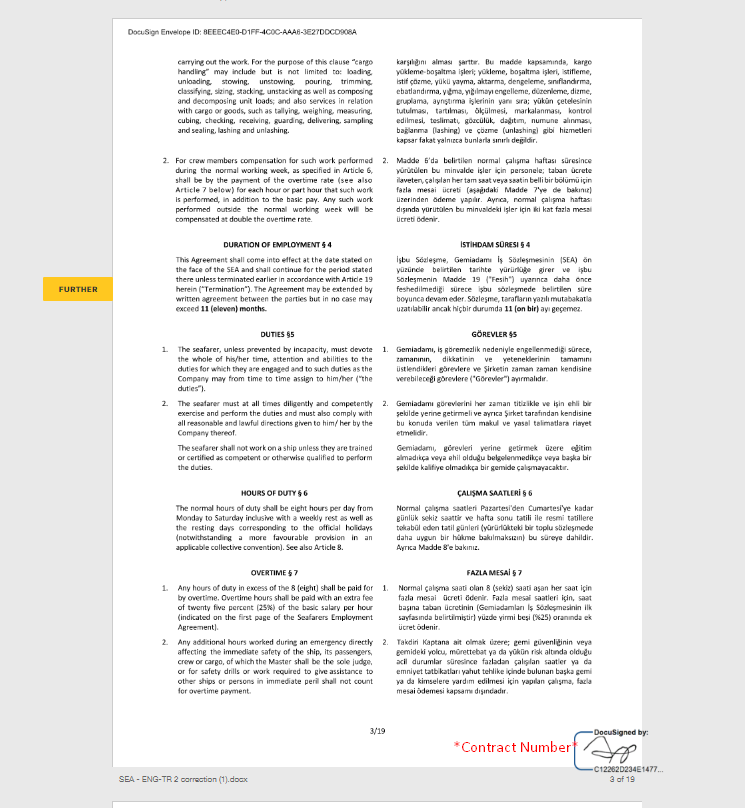 DocuSign Envelope ID: 8EEEC4E0-D1FF-4C0C-AAA6-3E27DDCD908A
carrying out the work. For the purpose of this clause "cargo
handling" may include but is not limited to: loading,
unloading, stowing, unstowing, pouring, trimming,
classifying, sizing, stacking, unstacking as well as composing
and decomposing unit loads; and also services in relation
with cargo or goods, such as tallying, weighing, measuring,
cubing, checking, receiving, guarding, delivering, sampling
and sealing, lashing and unlashing.
2. For crew members compensation for such work performed
during the normal working week, as specified in Article 6,
shall be by the payment of the overtime rate (see also
Article 7 below) for each hour or part hour that such work
is performed, in addition to the basic pay. Any such work
performed outside the normal working week will be
compensated at double the overtime rate.
DURATION OF EMPLOYMENT § 4
This Agreement shall come into effect at the date stated on
the face of the SEA and shall continue for the period stated
there unless terminated earlier in accordance with Article 19
herein ("Termination"). The Agreement may be extended by
written agreement between the parties but in no case may
exceed 11 (eleven) months.
DUTIES §5
1. The seafarer, unless prevented by incapacity, must devote
the whole of his/her time, attention and abilities to the
duties for which they are engaged and to such duties as the
Company may from time to time assign to him/her ("the
duties").
2. The seafarer must at all times diligently and competently
exercise and perform the duties and must also comply with
all reasonable and lawful directions given to him/ her by the
Company thereof.
The seafarer shall not work on a ship unless they are trained
or certified as competent or otherwise qualified to perform
the duties.
HOURS OF DUTY § 6
The normal hours of duty shall be eight hours per day from
Monday to Saturday inclusive with a weekly rest as well as
the resting days corresponding to the official holidays
(notwithstanding a more favourable provision in an
applicable collective convention). See also Article 8.
OVERTIME § 7
1. Any hours of duty in excess of the 8 (eight) shall be paid for
by overtime. Overtime hours shall be paid with an extra fee
of twenty five percent (25%) of the basic salary per hour
(indicated on the first page of the Seafarers Employment
Agreement).
2. Any additional hours worked during an emergency directly
affecting the immediate safety of the ship, its passengers,
crew or cargo, of which the Master shall be the sole judge,
or for safety drills or work required to give assistance to
other ships or persons in immediate peril shall not count
for overtime payment.
karşılığını alması şarttır. Bu madde kapsamında, kargo
yükleme-boşaltma işleri; yükleme, boşaltma işleri, istifleme,
istif çözme, yükü yayma, aktarma, dengeleme, sınıflandırma,
ebatlandırma, yığma, yığılmayı engelleme, düzenleme, dizme,
gruplama, ayrıştırma işlerinin yanı sıra; yükün çetelesinin
tutulması, tartılması, ölçülmesi, markalanması, kontrol
edilmesi, teslimatı, gözcülük, dağıtım, numune alınması,
bağlanma (lashing) ve çözme (unlashing) gibi hizmetleri
kapsar fakat yalnızca bunlarla sınırlı değildir.
2. Madde 6'da belirtilen normal çalışma haftası süresince
yürütülen bu minvalde işler için personele; taban ücrete
ilaveten, çalışılan her tam saat veya saatin belli bir bölümü için
fazla mesai ücreti (aşağıdaki Madde 7'ye de bakınız)
üzerinden ödeme yapılır. Ayrıca, normal çalışma haftası
dışında yürütülen bu minvaldeki işler için iki kat fazla mesai
ücreti ödenir.
İSTİHDAM SÜRESİ § 4
İşbu Sözleşme, Gemiadamı İş Sözleşmesinin (SEA) ön
yüzünde belirtilen tarihte yürürlüğe girer ve işbu
Sözleşmenin Madde 19 ("Fesih") uyarınca daha önce
feshedilmediği sürece işbu sözleşmede belirtilen süre
boyunca devam eder. Sözleşme, tarafların yazılı mutabakatla
uzatılabilir ancak hiçbir durumda 11 (on bir) ayı geçemez.
GÖREVLER §5
1. Gemiadamı, iş göremezlik nedeniyle engellenmediği sürece,
zamanının, dikkatinin ve yeteneklerinin tamamını
üstlendikleri görevlere ve Şirketin zaman zaman kendisine
verebileceği görevlere ("Görevler") ayırmalıdır.
2. Gemiadamı görevlerini her zaman titizlikle ve işin ehli bir
şekilde yerine getirmeli ve ayrıca Şirket tarafından kendisine
bu konuda verilen tüm makul ve yasal talimatlara riayet
etmelidir.
Gemiadamı, görevleri yerine getirmek üzere eğitim
almadıkça veya ehil olduğu belgelenmedikçe veya başka bir
şekilde kalifiye olmadıkça bir gemide çalışmayacaktır.
ÇALIŞMA SAATLERİ § 6
Normal çalışma saatleri Pazartesi'den Cumartesi'ye kadar
günlük sekiz saattir ve hafta sonu tatili ile resmi tatillere
tekabül eden tatil günleri (yürürlükteki bir toplu sözleşmede
daha uygun bir hükme bakılmaksızın) bu süreye dahildir.
Ayrıca Madde 8'e bakınız.
FAZLA MESAİ § 7
1. Normal çalışma saati olan 8 (sekiz) saati aşan her saat için
fazla mesai ücreti ödenir. Fazla mesai saatleri için, saat
başına taban ücretinin (Gemiadamları İş Sözleşmesinin ilk
sayfasında belirtilmiştir) yüzde yirmi beşi (%25) oranında ek
ücret ödenir.
2. Takdiri Kaptana ait olmak üzere; gemi güvenliğinin veya
gemideki yolcu, mürettebat ya da yükün risk altında olduğu
acil durumlar süresince fazladan çalışılan saatler ya da
emniyet tatbikatları yahut tehlike içinde bulunan başka gemi
ya da kimselere yardım edilmesi için yapılan çalışma, fazla
mesai ödemesi kapsamı dışındadır.
FURTHER
3/19
*Contract Number*
DocuSigned by:
C12262D234E1477...
SEA - ENG-TR 2 correction (1).docx
3 of 19